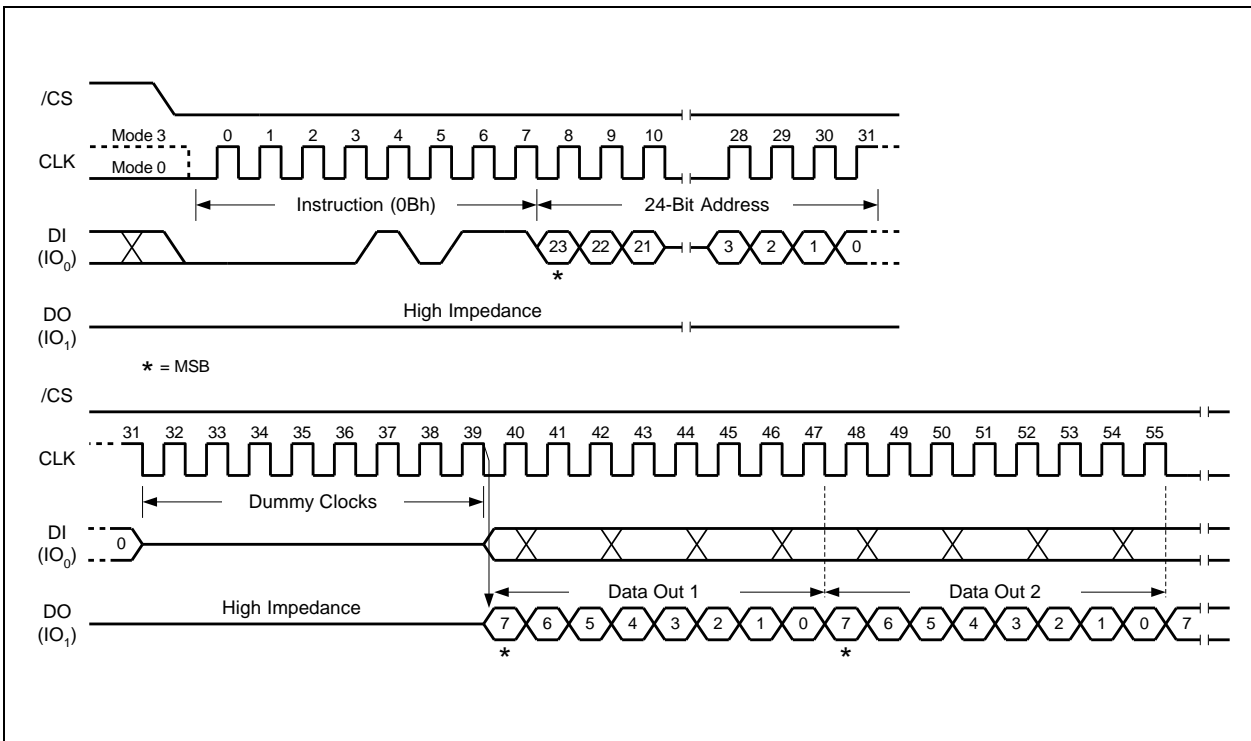 /CS
Mode 3
0 1 2 3 4 5 6 7 8 9 10 28 29 30 31
CLK
Mode 0
Instruction (0Bh) 24-Bit Address
DI
(IO0)
23 22 21 3 2 1 0
*
DO
(IO1)
High Impedance
* = MSB
/CS
31 32 33 34 35 36 37 38 39 40 41 42 43 44 45 46 47 48 49 50 51 52 53 54 55
CLK
Dummy Clocks
DI
(IO0)
0
Data Out 1 Data Out 2
DO
(IO1)
High Impedance
7 6 5 4 3 2 1 0 7 6 5 4 3 2 1 0 7
* *